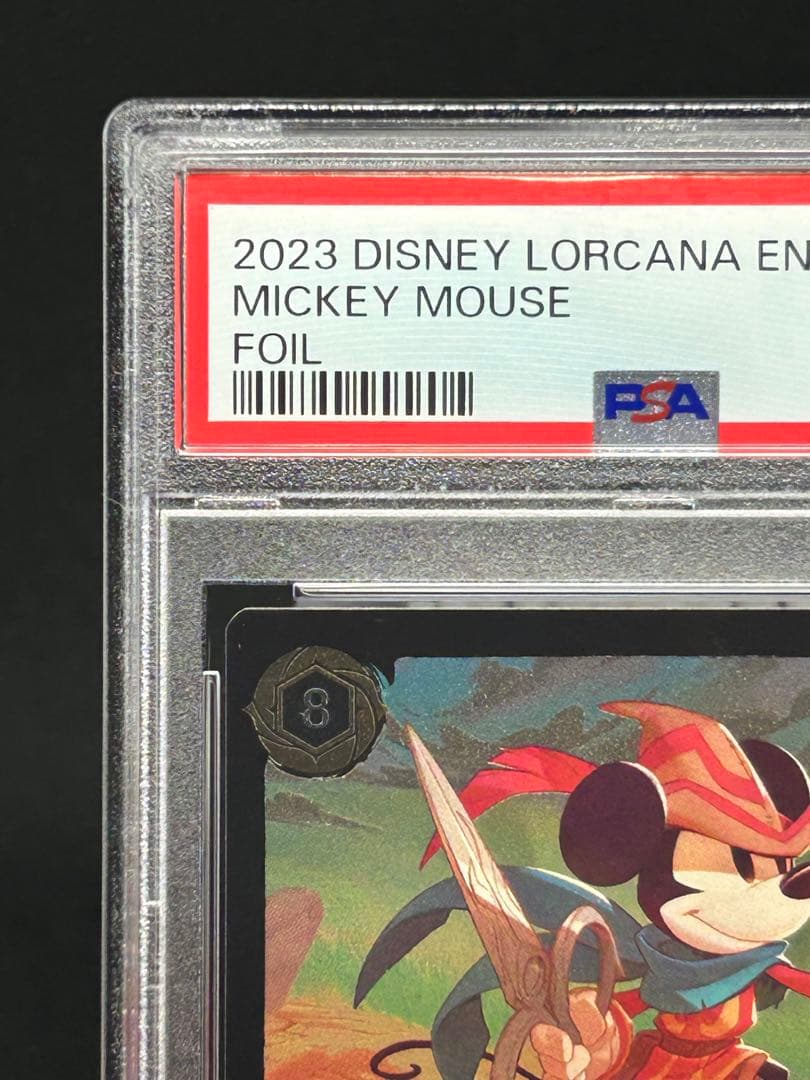 2023 DISNEY LORCANA EN
MICKEY MOUSE
FOIL
PSA
8